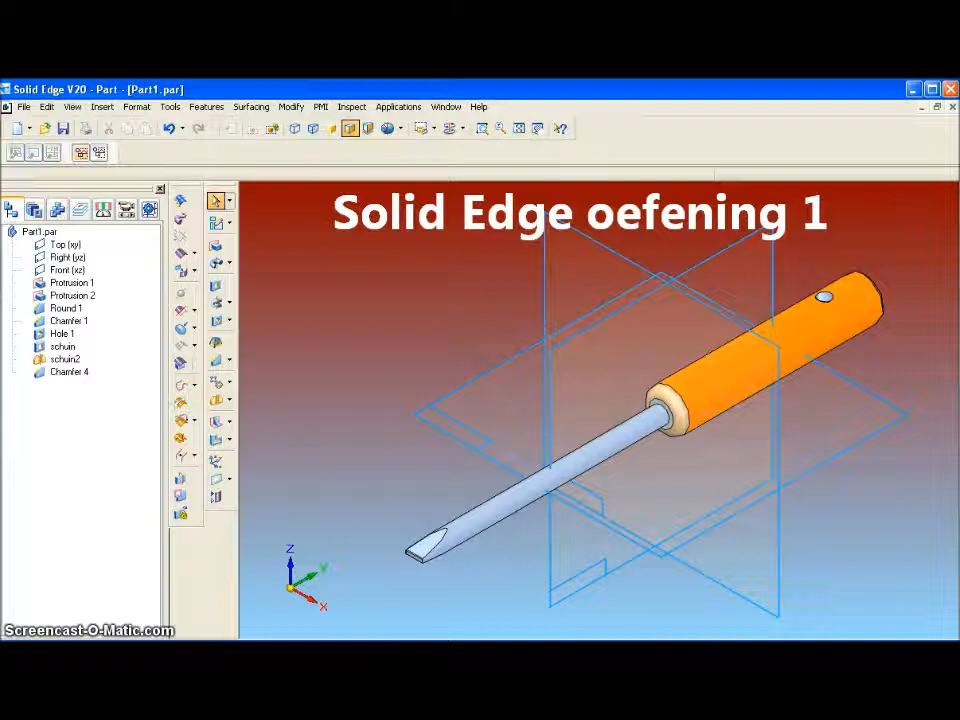 Solid Edge V20 - Part - [Part1.par]
File Edit View Insert Format Tools Features Surfacing Modify PMI Inspect Applications Window Help
Solid Edge oefening 1
Part1.par
Top (xy)
Right (yz)
Front (xz)
Protrusion 1
Protrusion 2
Round 1
Chamfer 1
Hole 1
schuin
schuin2
Chamfer 4
Z
Y
X
Screencast-O-Matic.com